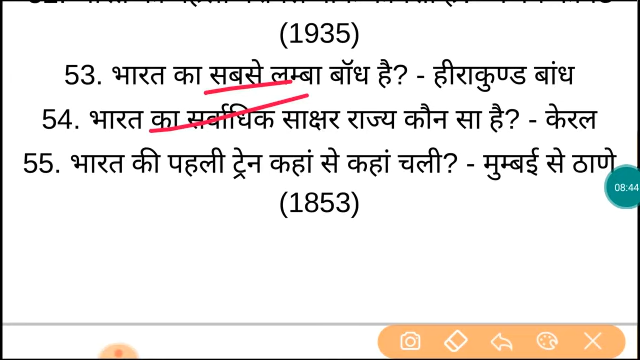 (1935)
53. भारत का सबसे लम्बा बॉध है? - हीराकुण्ड बांध
54. भारत का सर्वाधिक साक्षर राज्य कौन सा है? - केरल
55. भारत की पहली ट्रेन कहां से कहां चली? - मुम्बई से ठाणे
(1853)
08:44